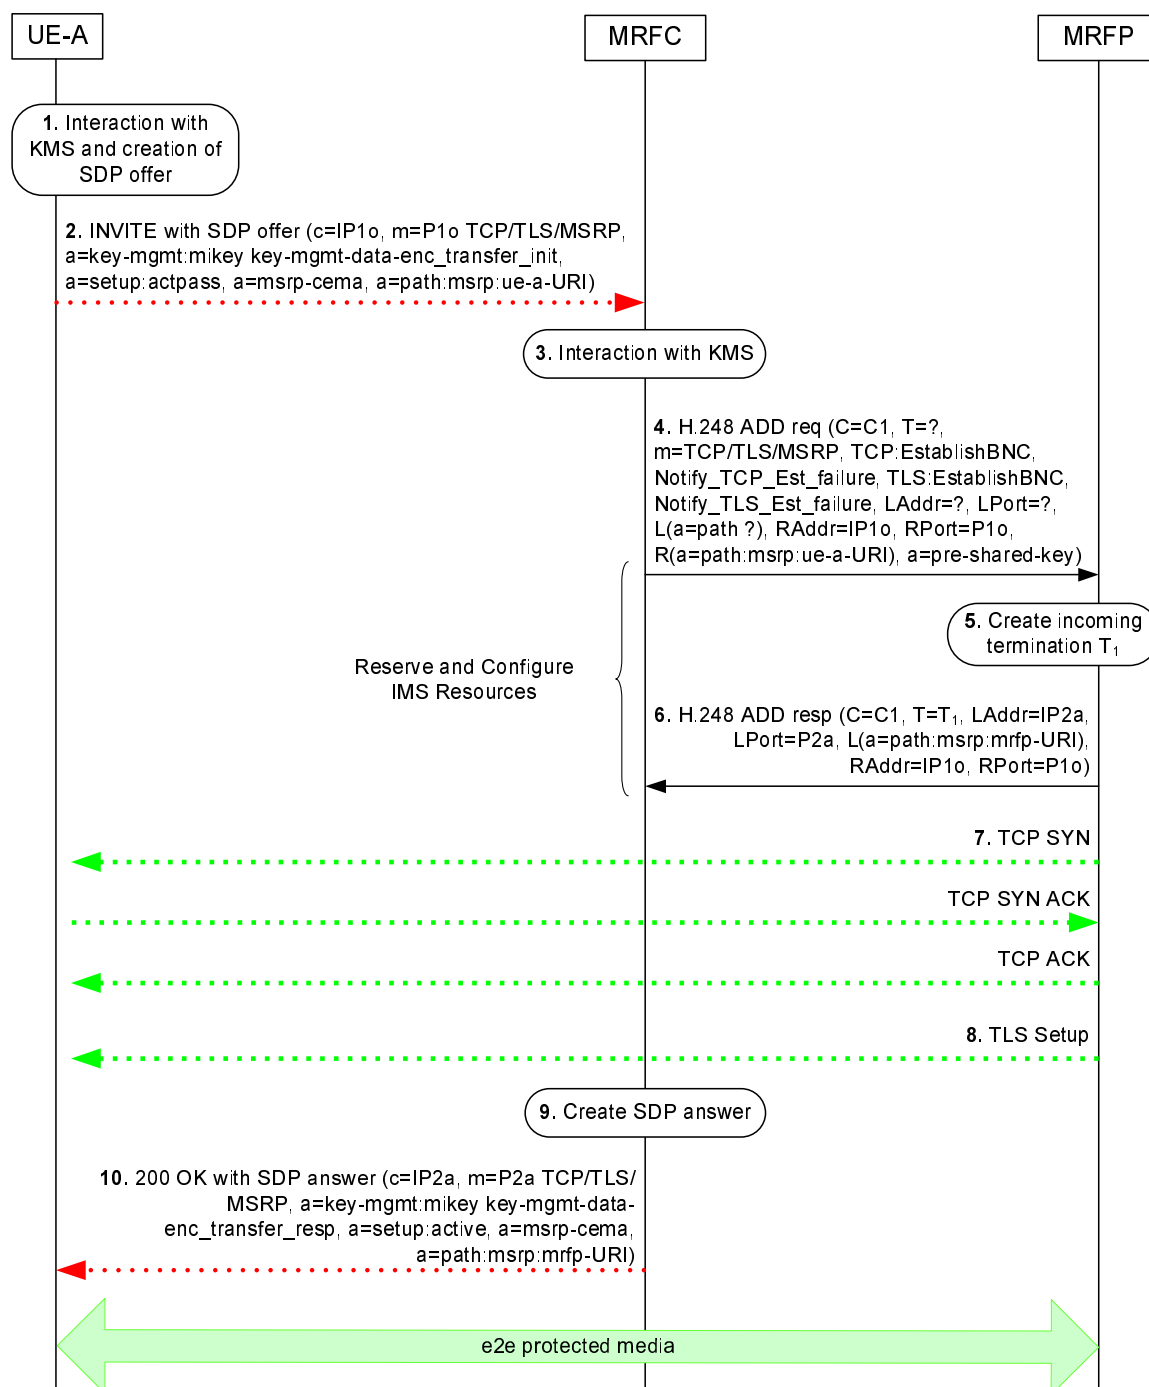 UE-A
MRFC
MRFP
1. Interaction with
KMS and creation of
SDP offer
2. INVITE with SDP offer (c=IP1o, m=P1o TCP/TLS/MSRP,
a=key-mgmt:mikey key-mgmt-data-enc_transfer_init,
a=setup:actpass, a=msrp-cema, a=path:msrp:ue-a-URI)
3. Interaction with KMS
4. H.248 ADD req (C=C1, T=?,
m=TCP/TLS/MSRP, TCP:EstablishBNC,
Notify_TCP_Est_failure, TLS:EstablishBNC,
Notify_TLS_Est_failure, LAddr=?, LPort=?,
L(a=path ?), RAddr=IP1o, RPort=P1o,
R(a=path:msrp:ue-a-URI), a=pre-shared-key)
5. Create incoming
termination T₁
Reserve and Configure
IMS Resources
6. H.248 ADD resp (C=C1, T=T₁, LAddr=IP2a,
LPort=P2a, L(a=path:msrp:mrfp-URI),
RAddr=IP1o, RPort=P1o)
7. TCP SYN
TCP SYN ACK
TCP ACK
8. TLS Setup
9. Create SDP answer
10. 200 OK with SDP answer (c=IP2a, m=P2a TCP/TLS/
MSRP, a=key-mgmt:mikey key-mgmt-data-
enc_transfer_resp, a=setup:active, a=msrp-cema,
a=path:msrp:mrfp-URI)
e2e protected media